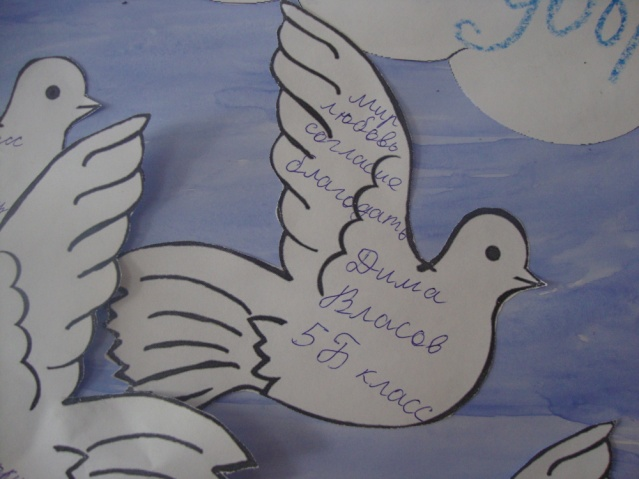 мир
любовь
согласие
благодать
Дима
Власов
5Б класс